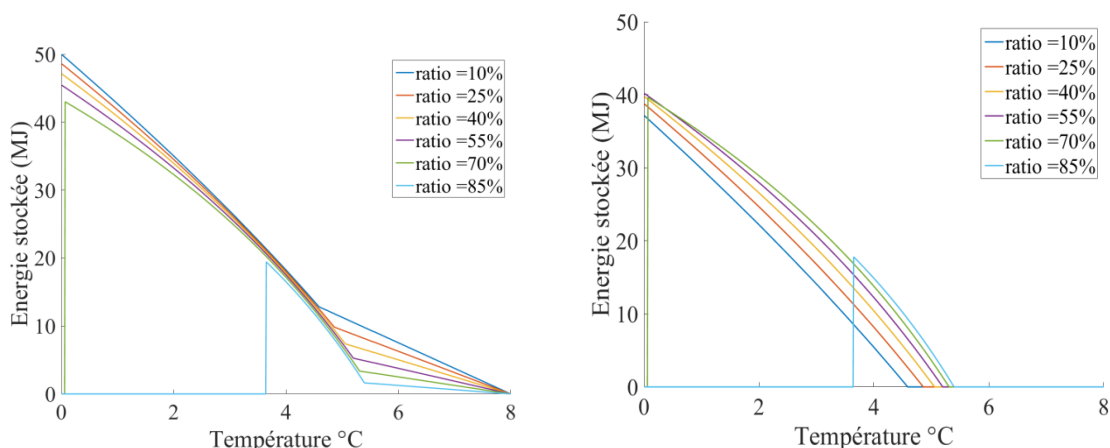 Energie stockée (MJ)
50
40
30
20
10
0
0 2 4 6 8
Température °C
ratio =10%
ratio =25%
ratio =40%
ratio =55%
ratio =70%
ratio =85%
Energie stockée (MJ)
50
40
30
20
10
0
0 2 4 6 8
Température °C
ratio =10%
ratio =25%
ratio =40%
ratio =55%
ratio =70%
ratio =85%